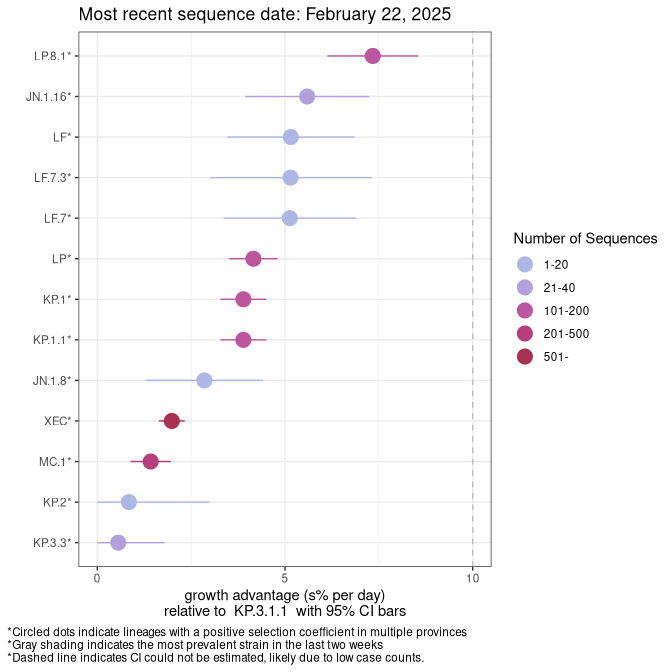 Most recent sequence date: February 22, 2025
LP.8.1*
JN.1.16*
LF*
LF.7.3*
LF.7*
LP*
KP.1*
KP.1.1*
JN.1.8*
XEC*
MC.1*
KP.2*
KP.3.3*
0 5 10
growth advantage (s% per day)
relative to KP.3.1.1 with 95% CI bars
Number of Sequences
1-20
21-40
101-200
201-500
501-
*Circled dots indicate lineages with a positive selection coefficient in multiple provinces
*Gray shading indicates the most prevalent strain in the last two weeks
*Dashed line indicates CI could not be estimated, likely due to low case counts.